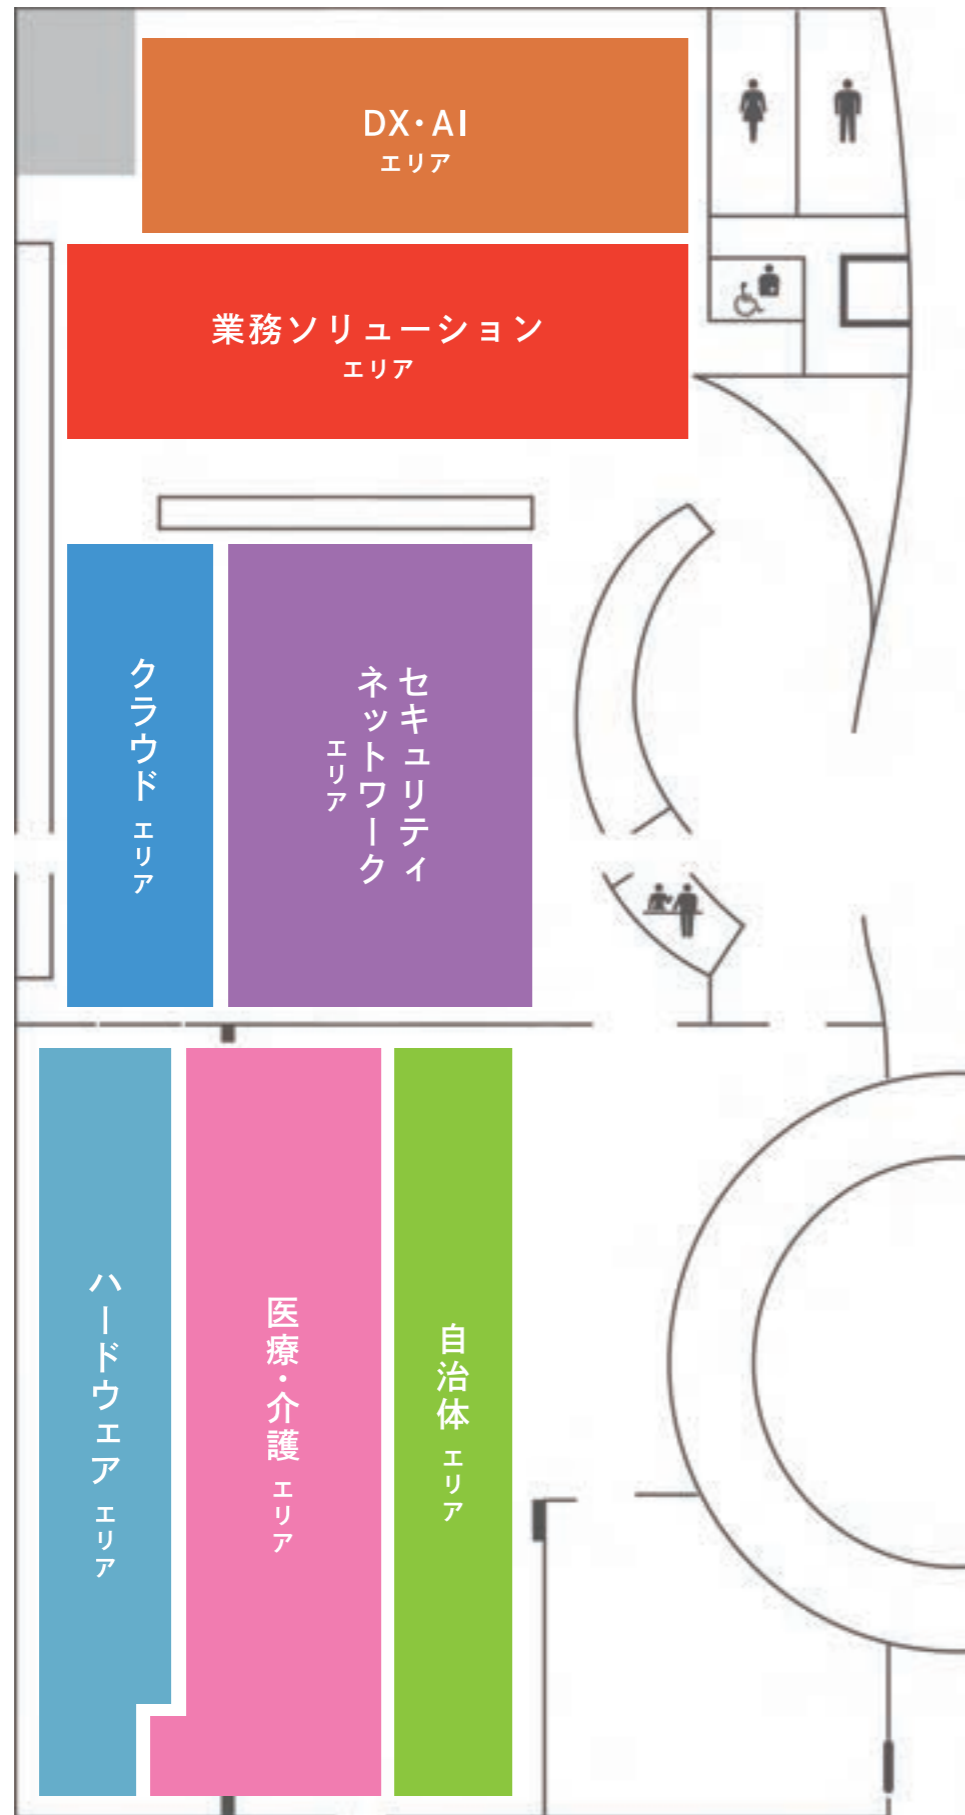 DX・AI
エリア
業務ソリューション
エリア
クラウド エリア
セキュリティ
ネットワーク
エリア
ハードウェア エリア
医療・介護 エリア
自治体 エリア